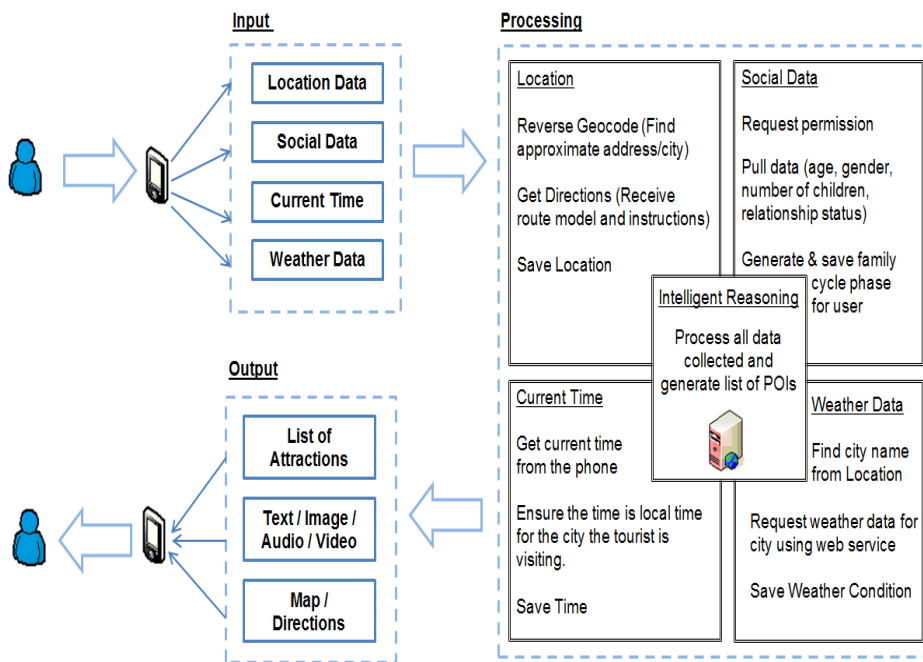 Input
Location Data
Social Data
Current Time
Weather Data
Processing
Location
Reverse Geocode (Find
approximate address/city)
Get Directions (Receive
route model and instructions)
Save Location
Social Data
Request permission
Pull data (age, gender,
number of children,
relationship status)
Generate & save family
cycle phase
for user
Intelligent Reasoning
Process all data
collected and
generate list of POIs
Current Time
Get current time
from the phone
Ensure the time is local time
for the city the tourist is
visiting.
Save Time
Weather Data
Find city name
from Location
Request weather data for
city using web service
Save Weather Condition
Output
List of
Attractions
Text / Image /
Audio / Video
Map /
Directions